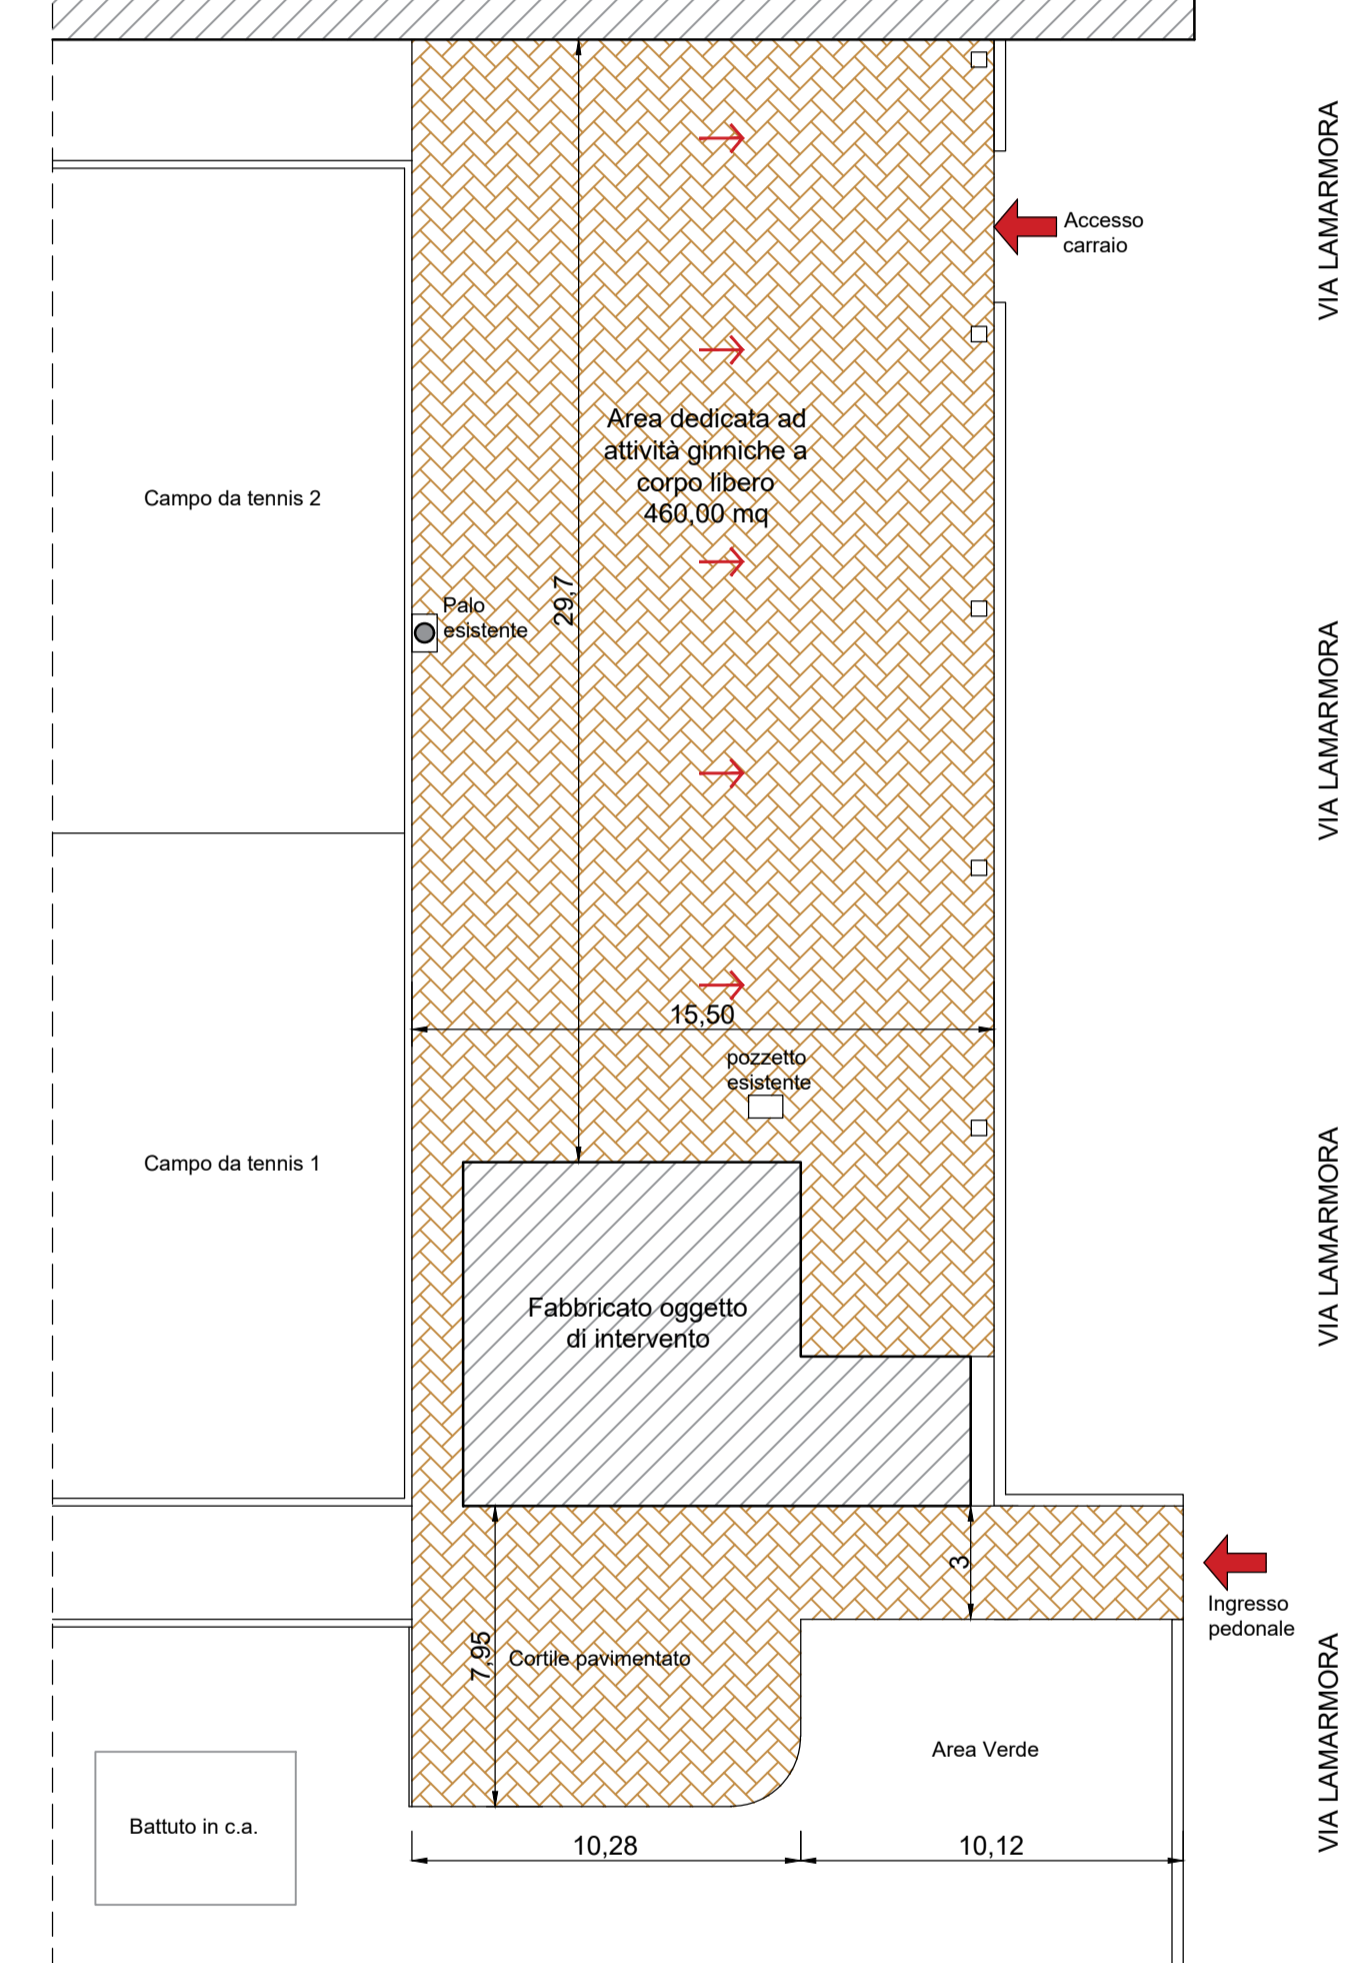 VIA LAMARMORA
Accesso
carraio
Area dedicata ad
attività ginniche a
corpo libero
460,00 mq
Campo da tennis 2
29,7
Palo
esistente
VIA LAMARMORA
15,50
pozzetto
esistente
Campo da tennis 1
VIA LAMARMORA
Fabbricato oggetto
di intervento
3
Ingresso
pedonale
7,95
Cortile pavimentato
VIA LAMARMORA
Area Verde
Battuto in c.a.
10,28
10,12